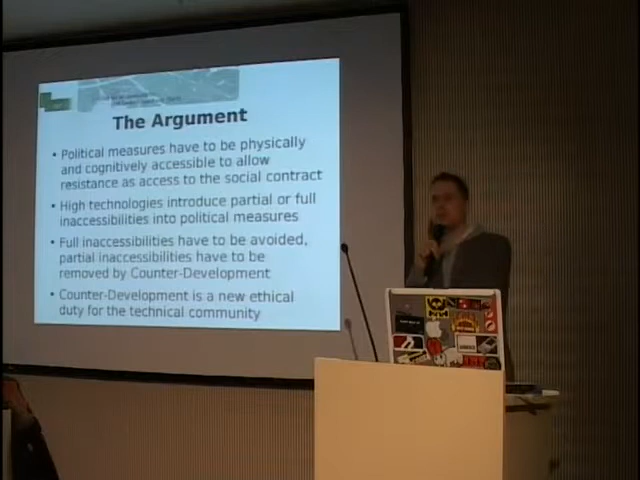 The Argument
• Political measures have to be physically
and cognitively accessible to allow
resistance as access to the social contract
• High technologies introduce partial or full
inaccessibilities into political measures
• Full inaccessibilities have to be avoided,
partial inaccessibilities have to be
removed by Counter-Development
• Counter-Development is a new ethical
duty for the technical community